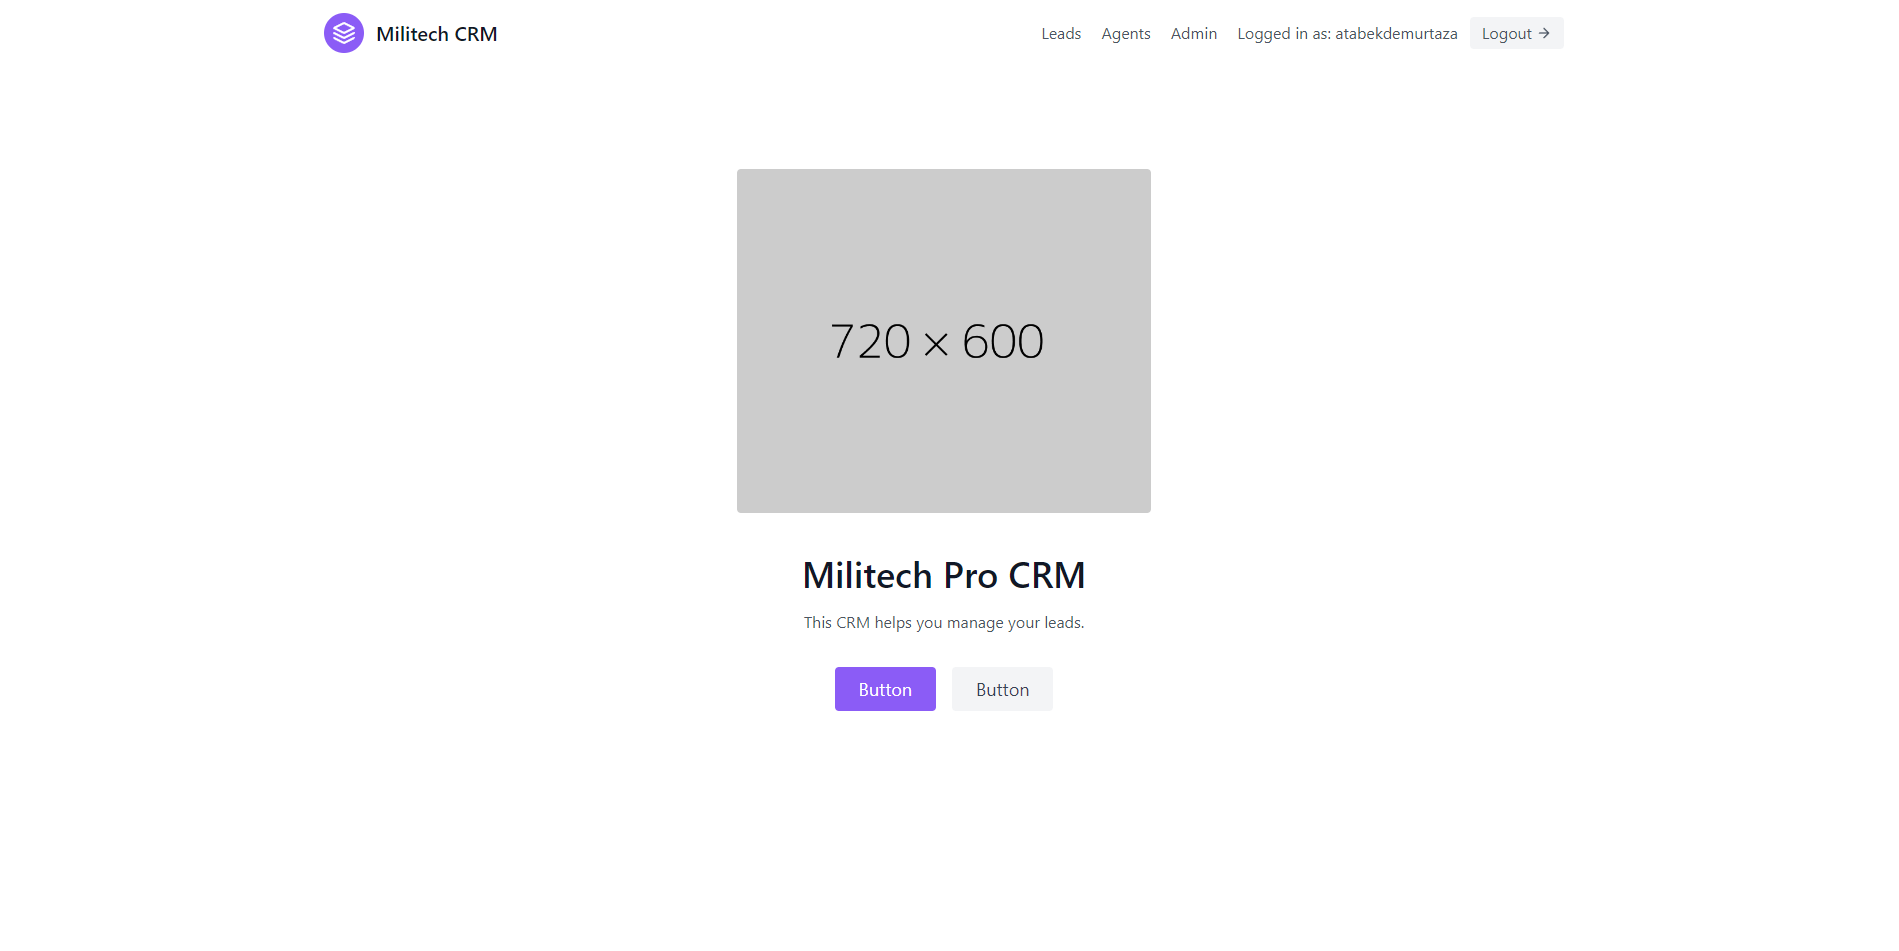 Militech CRM
Leads Agents Admin Logged in as: atabekdemurtaza Logout →
720 × 600
Militech Pro CRM
This CRM helps you manage your leads.
Button Button